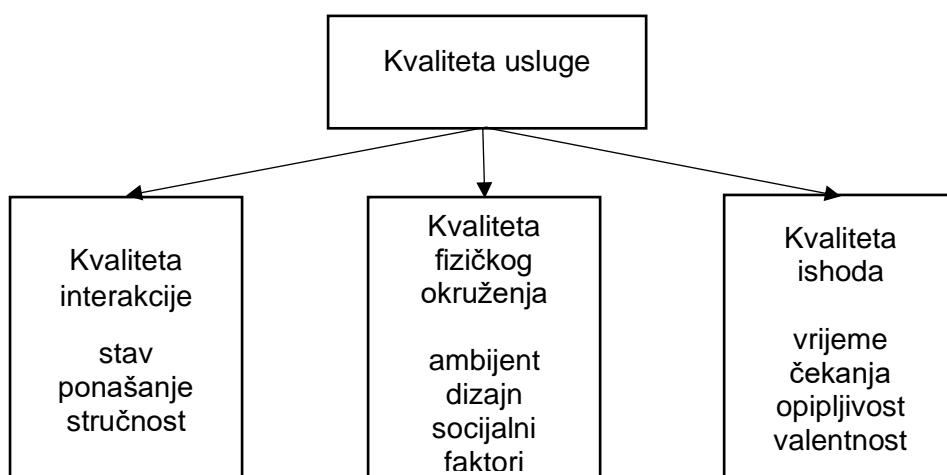 Kvaliteta usluge
Kvaliteta
interakcije
stav
ponašanje
stručnost
Kvaliteta
fizičkog
okruženja
ambijent
dizajn
socijalni
faktori
Kvaliteta
ishoda
vrijeme
čekanja
opipljivost
valentnost